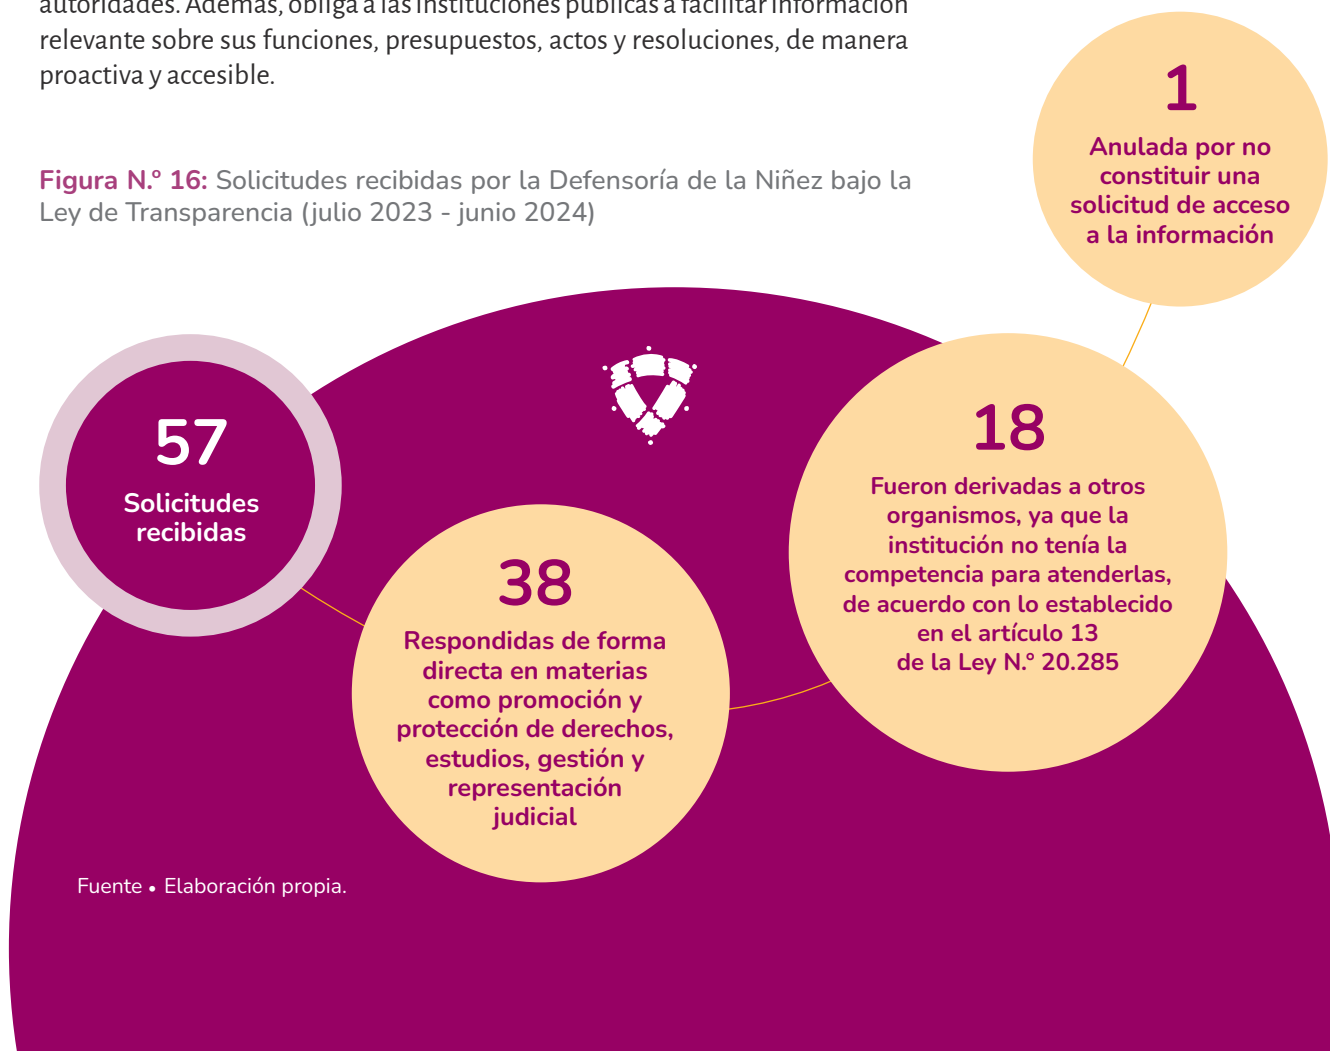 autoridades. Además, obliga a las instituciones públicas a facilitar información
relevante sobre sus funciones, presupuestos, actos y resoluciones, de manera
proactiva y accesible.
Figura N.º 16: Solicitudes recibidas por la Defensoría de la Niñez bajo la
Ley de Transparencia (julio 2023 - junio 2024)
57
Solicitudes
recibidas
38
Respondidas de forma
directa en materias
como promoción y
protección de derechos,
estudios, gestión y
representación
judicial
18
Fueron derivadas a otros
organismos, ya que la
institución no tenía la
competencia para atenderlas,
de acuerdo con lo establecido
en el artículo 13
de la Ley N.º 20.285
1
Anulada por no
constituir una
solicitud de acceso
a la información
Fuente • Elaboración propia.